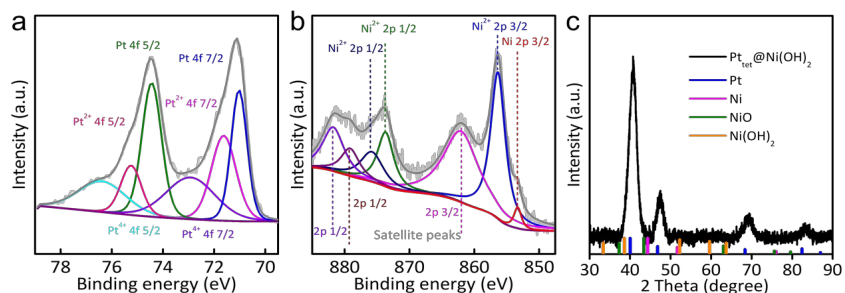 a
Pt 4f 5/2
Pt 4f 7/2
Pt²⁺ 4f 5/2
Pt²⁺ 4f 7/2
Pt⁴⁺ 4f 5/2
Pt⁴⁺ 4f 7/2
Intensity (a.u.)
78 76 74 72 70
Binding energy (eV)
b
Ni²⁺ 2p 1/2
Ni²⁺ 2p 3/2
Ni²⁺ 2p 1/2
Ni 2p 3/2
2p 1/2
2p 1/2
2p 3/2
Satellite peaks
Intensity (a.u.)
880 870 860 850
Binding energy (eV)
c
Pt_tet@Ni(OH)₂
Pt
Ni
NiO
Ni(OH)₂
Intensity (a.u.)
30 40 50 60 70 80 90
2 Theta (degree)